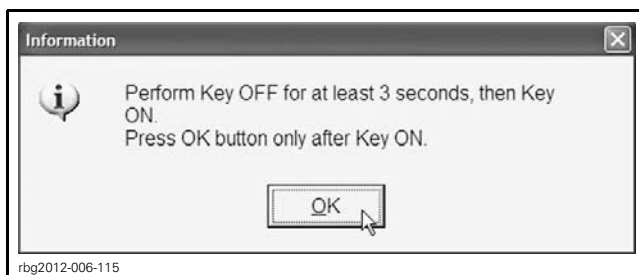 Information
Perform Key OFF for at least 3 seconds, then Key
ON.
Press OK button only after Key ON.
OK
rbg2012-006-115